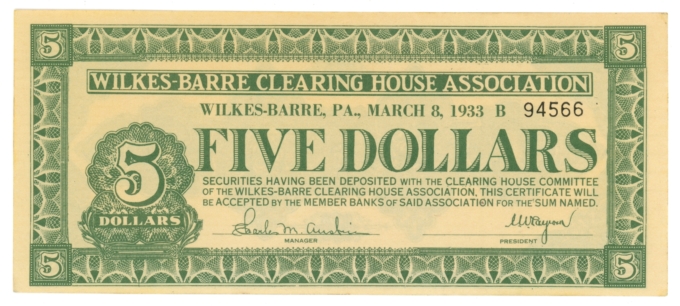 5 5
WILKES-BARRE CLEARING HOUSE ASSOCIATION
WILKES-BARRE, PA., MARCH 8, 1933 B 94566
FIVE DOLLARS
5
DOLLARS
SECURITIES HAVING BEEN DEPOSITED WITH THE CLEARING HOUSE COMMITTEE
OF THE WILKES-BARRE CLEARING HOUSE ASSOCIATION, THIS CERTIFICATE WILL
BE ACCEPTED BY THE MEMBER BANKS OF SAID ASSOCIATION FOR THE SUM NAMED.
Charles M. Austin
MANAGER PRESIDENT
5 5